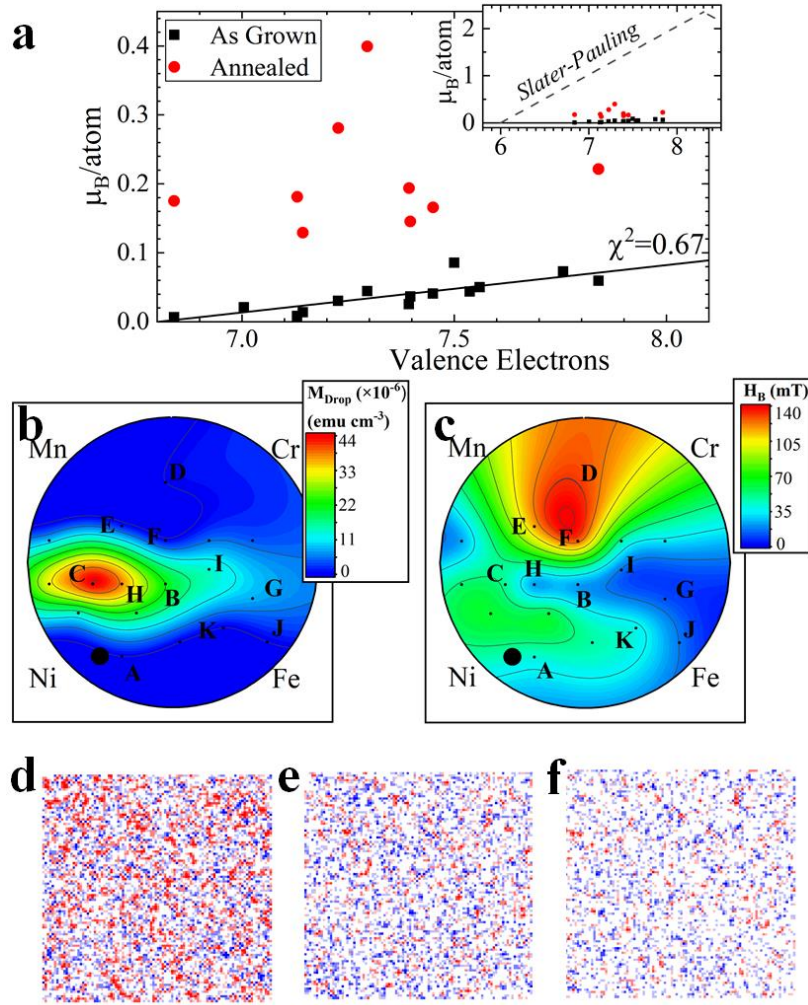 a
As Grown
Annealed
μB/atom
0.4
0.3
0.2
0.1
0.0
7.0
7.5
8.0
Valence Electrons
χ²=0.67
μB/atom
2
1
0
6
7
8
Slater-Pauling
b
MDrop (×10⁻⁶)
(emu cm⁻³)
44
33
22
11
0
Mn
Cr
Ni
Fe
D
E
F
C
H
B
I
G
K
J
A
c
HB (mT)
140
105
70
35
0
Mn
Cr
Ni
Fe
D
E
F
C
H
B
I
G
K
J
A
d
e
f